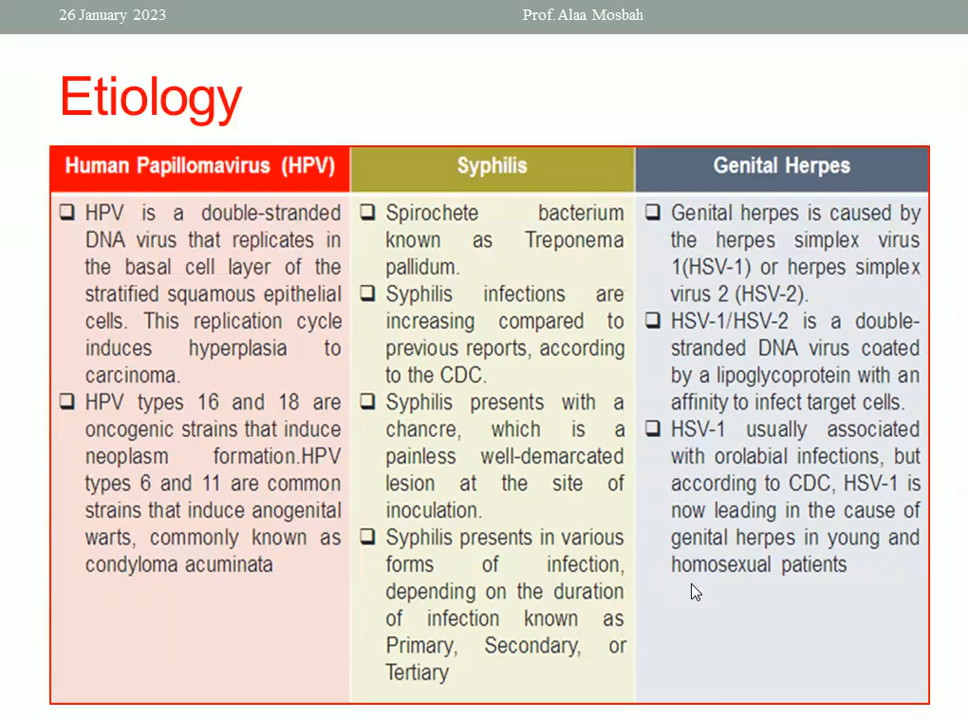 26 January 2023
Prof. Alaa Mosbah
Etiology
Human Papillomavirus (HPV)
HPV is a double-stranded
DNA virus that replicates in
the basal cell layer of the
stratified squamous epithelial
cells. This replication cycle
induces hyperplasia to
carcinoma.
HPV types 16 and 18 are
oncogenic strains that induce
neoplasm formation.HPV
types 6 and 11 are common
strains that induce anogenital
warts, commonly known as
condyloma acuminata
Syphilis
Spirochete bacterium
known as Treponema
pallidum.
Syphilis infections are
increasing compared to
previous reports, according
to the CDC.
Syphilis presents with a
chancre, which is a
painless well-demarcated
lesion at the site of
inoculation.
Syphilis presents in various
forms of infection,
depending on the duration
of infection known as
Primary, Secondary, or
Tertiary
Genital Herpes
Genital herpes is caused by
the herpes simplex virus
1(HSV-1) or herpes simplex
virus 2 (HSV-2).
HSV-1/HSV-2 is a double-
stranded DNA virus coated
by a lipoglycoprotein with an
affinity to infect target cells.
HSV-1 usually associated
with orolabial infections, but
according to CDC, HSV-1 is
now leading in the cause of
genital herpes in young and
homosexual patients